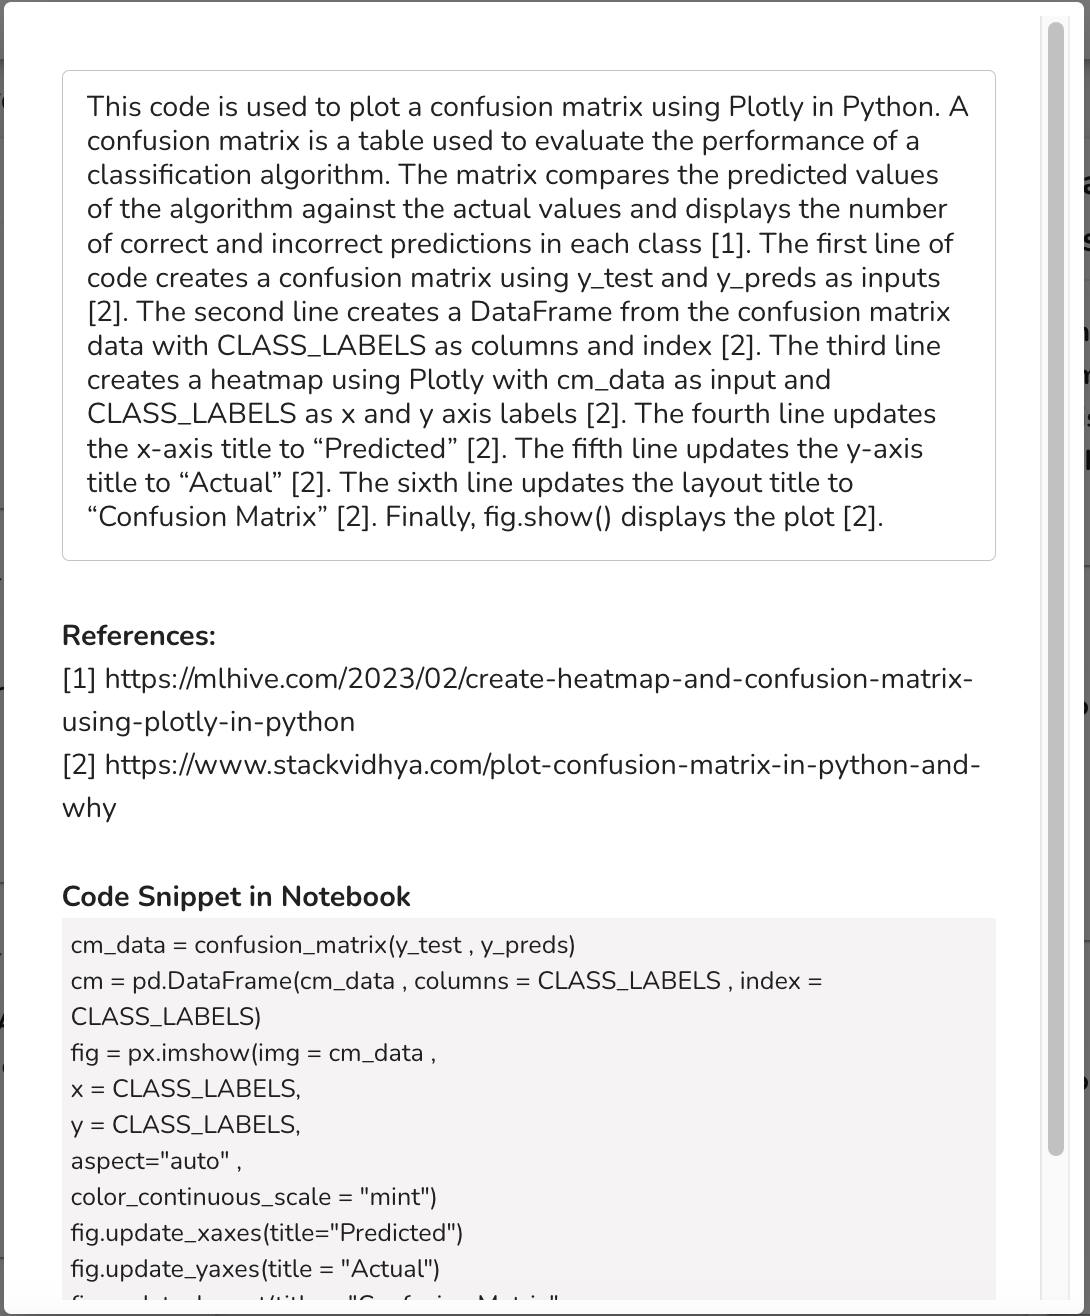 This code is used to plot a confusion matrix using Plotly in Python. A
confusion matrix is a table used to evaluate the performance of a
classification algorithm. The matrix compares the predicted values
of the algorithm against the actual values and displays the number
of correct and incorrect predictions in each class [1]. The first line of
code creates a confusion matrix using y_test and y_preds as inputs
[2]. The second line creates a DataFrame from the confusion matrix
data with CLASS_LABELS as columns and index [2]. The third line
creates a heatmap using Plotly with cm_data as input and
CLASS_LABELS as x and y axis labels [2]. The fourth line updates
the x-axis title to “Predicted” [2]. The fifth line updates the y-axis
title to “Actual” [2]. The sixth line updates the layout title to
“Confusion Matrix” [2]. Finally, fig.show() displays the plot [2].
References:
[1] https://mlhive.com/2023/02/create-heatmap-and-confusion-matrix-
using-plotly-in-python
[2] https://www.stackvidhya.com/plot-confusion-matrix-in-python-and-
why
Code Snippet in Notebook
cm_data = confusion_matrix(y_test , y_preds)
cm = pd.DataFrame(cm_data , columns = CLASS_LABELS , index =
CLASS_LABELS)
fig = px.imshow(img = cm_data ,
x = CLASS_LABELS,
y = CLASS_LABELS,
aspect="auto" ,
color_continuous_scale = "mint")
fig.update_xaxes(title="Predicted")
fig.update_yaxes(title = "Actual")